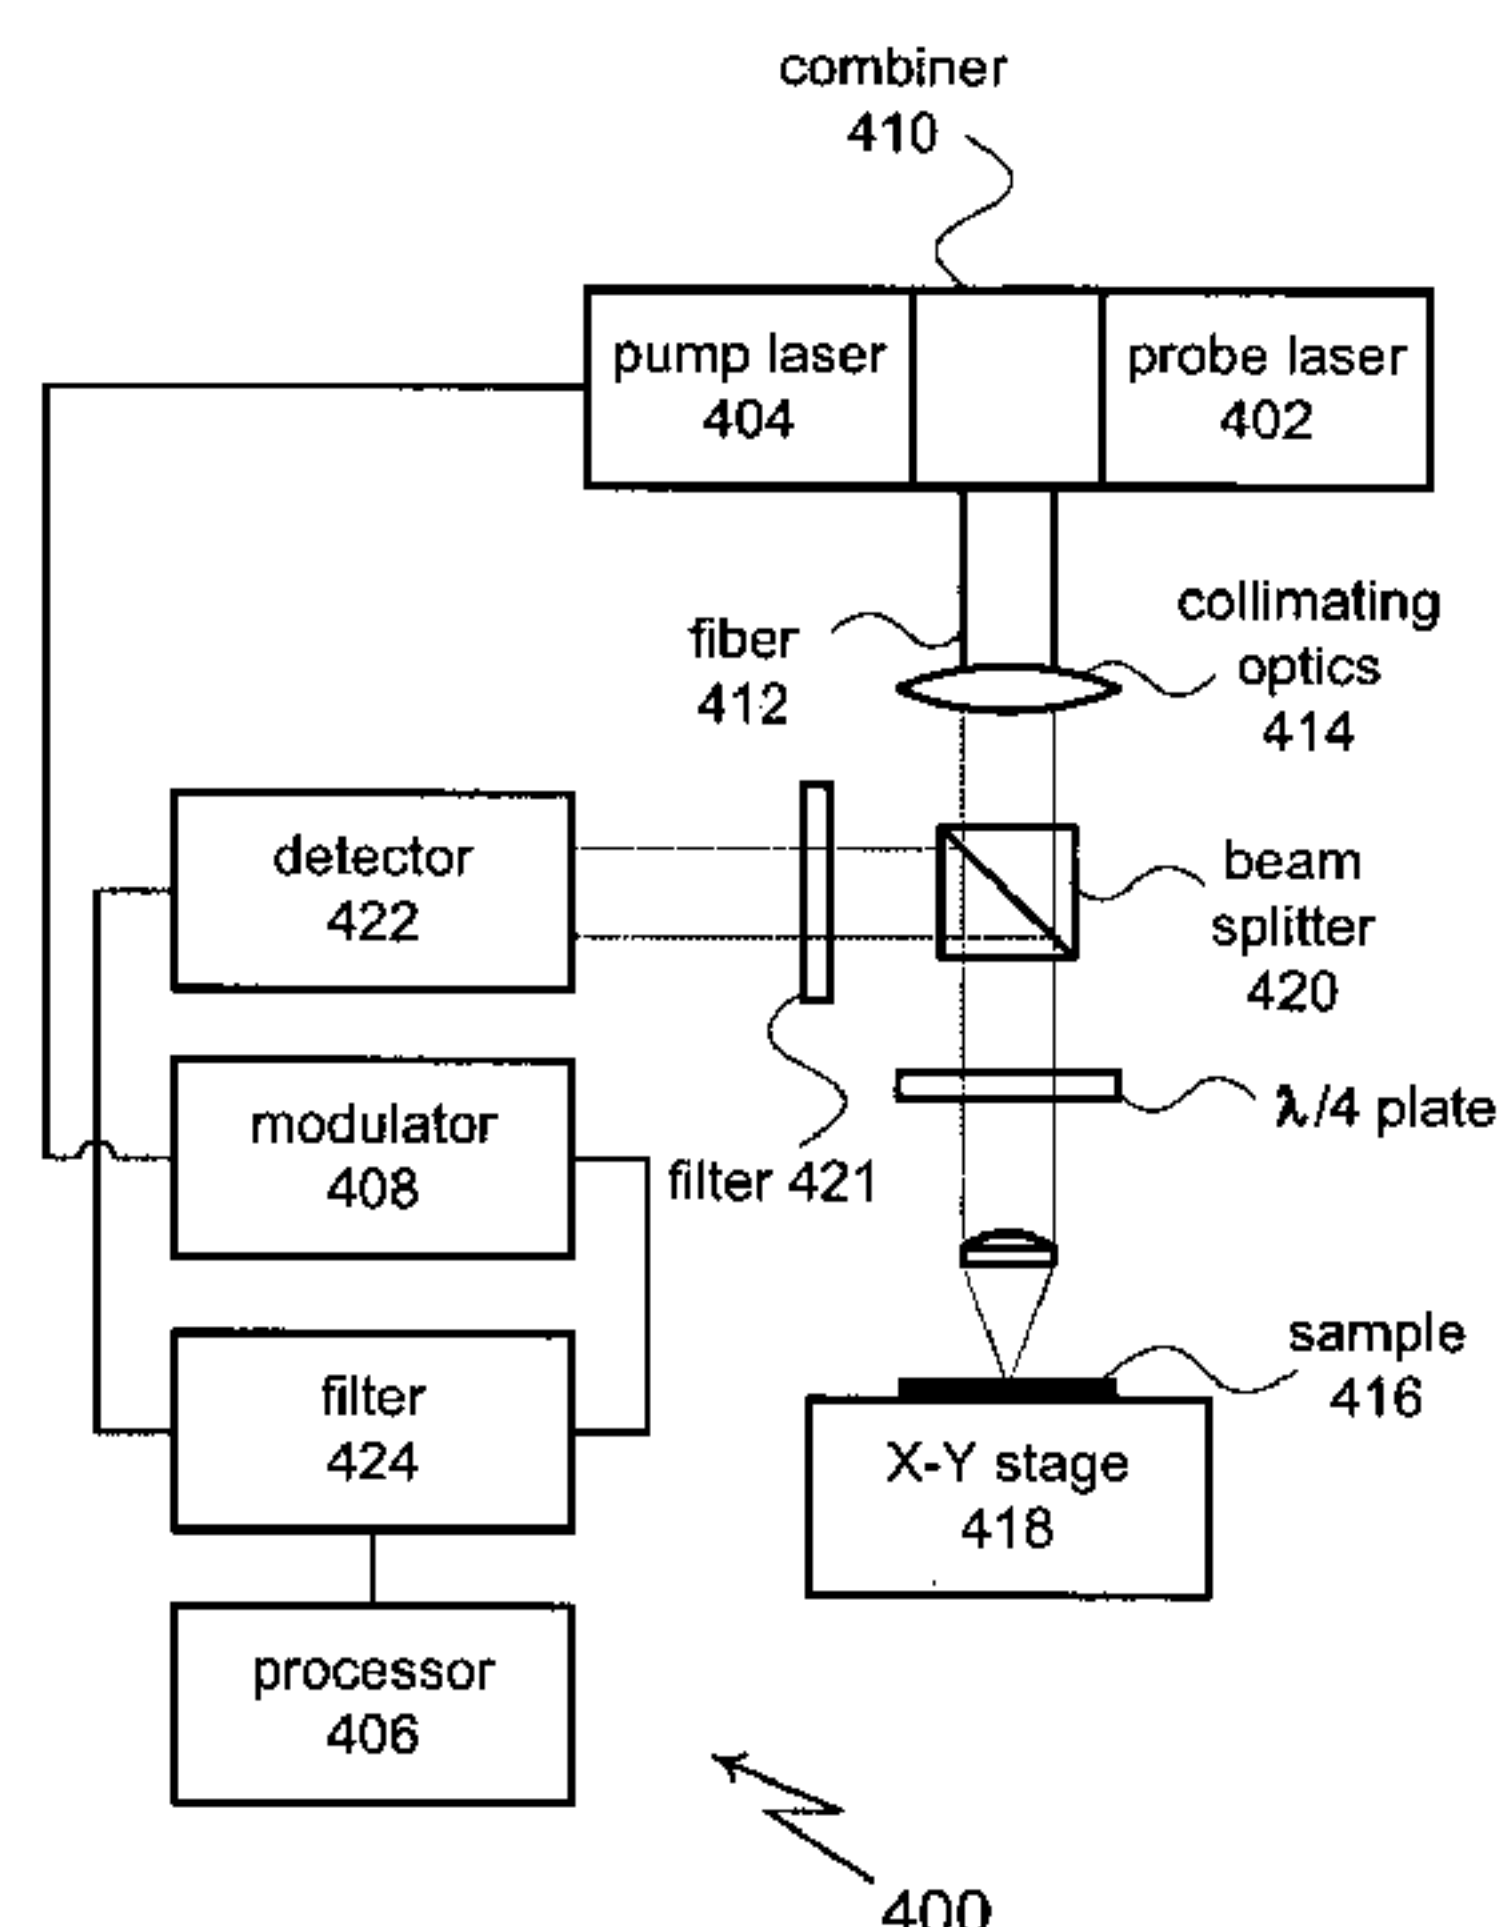 combiner
410
pump laser
404
probe laser
402
fiber
412
collimating
optics
414
detector
422
beam
splitter
420
modulator
408
filter 421
λ/4 plate
filter
424
sample
416
X-Y stage
418
processor
406
400